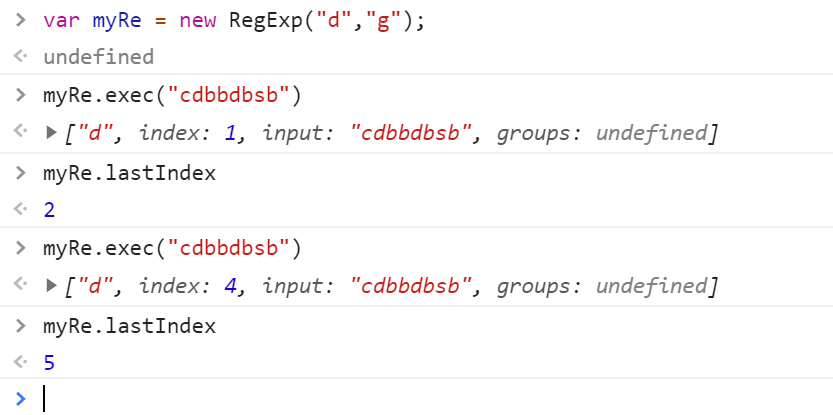 > var myRe = new RegExp("d","g");
<· undefined
> myRe.exec("cdbbdbsb")
<· ▶["d", index: 1, input: "cdbbdbsb", groups: undefined]
> myRe.lastIndex
<· 2
> myRe.exec("cdbbdbsb")
<· ▶["d", index: 4, input: "cdbbdbsb", groups: undefined]
> myRe.lastIndex
<· 5
>